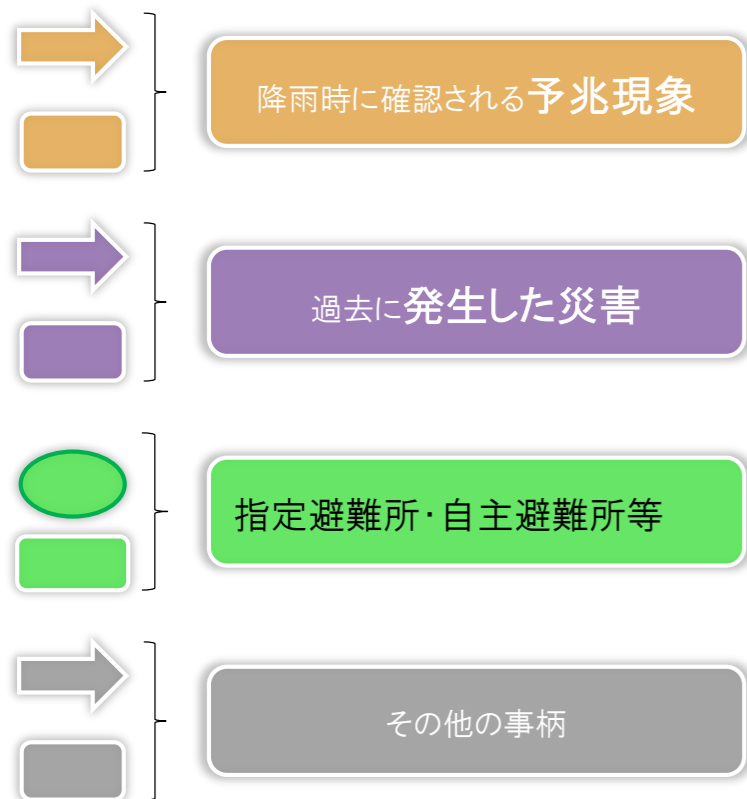 降雨時に確認される予兆現象
過去に発生した災害
指定避難所・自主避難所等
その他の事柄